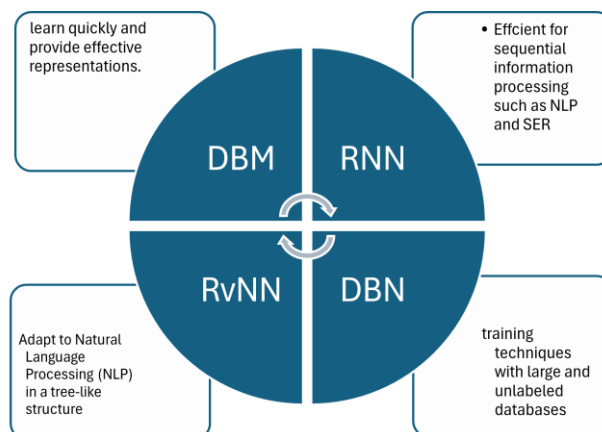 learn quickly and
provide effective
representations.
• Effcient for
sequential
information
processing
such as NLP
and SER
DBM
RNN
RvNN
DBN
Adapt to Natural
Language
Processing (NLP)
in a tree-like
structure
training
techniques
with large and
unlabeled
databases